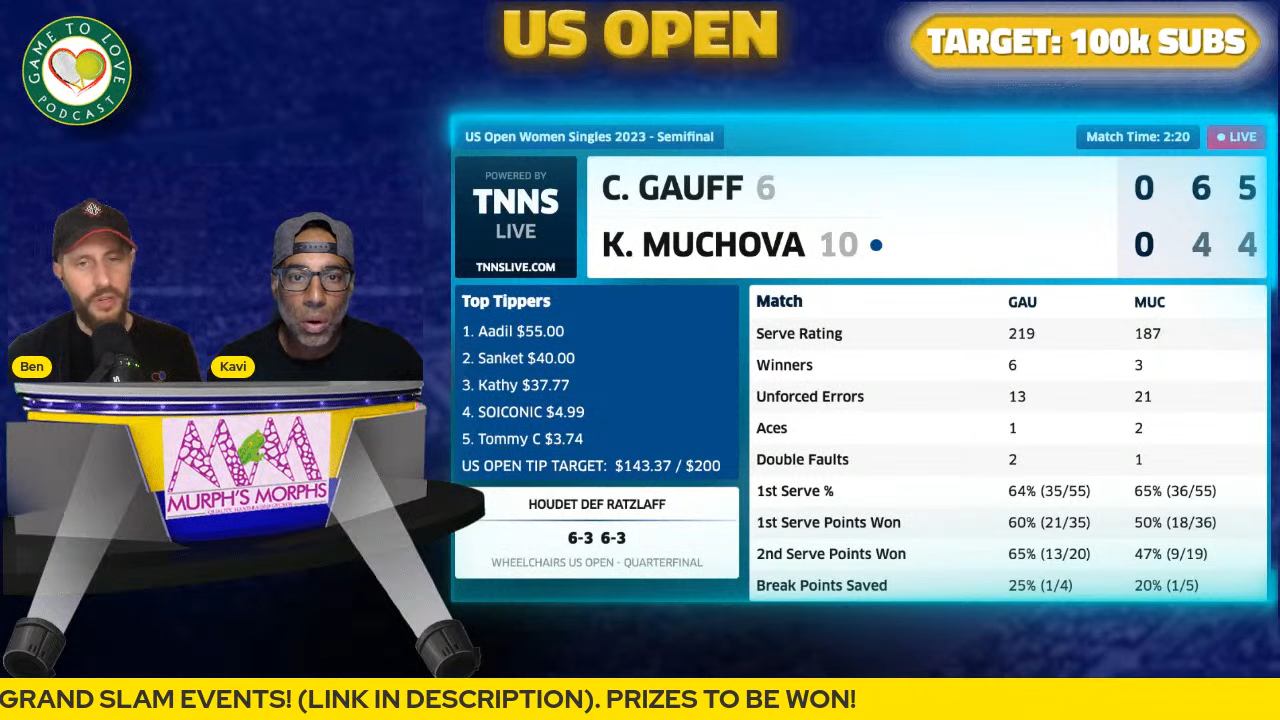 GAME TO LOVE
PODCAST
US OPEN
TARGET: 100k SUBS
US Open Women Singles 2023 - Semifinal
Match Time: 2:20
LIVE
POWERED BY
TNNS
LIVE
TNNSLIVE.COM
C. GAUFF 6 0 6 5
K. MUCHOVA 10 0 4 4
Top Tippers
1. Aadil $55.00
2. Sanket $40.00
3. Kathy $37.77
4. SOICONIC $4.99
5. Tommy C $3.74
US OPEN TIP TARGET: $143.37 / $200
HOUDET DEF RATZLAFF
6-3 6-3
WHEELCHAIRS US OPEN - QUARTERFINAL
Match GAU MUC
Serve Rating 219 187
Winners 6 3
Unforced Errors 13 21
Aces 1 2
Double Faults 2 1
1st Serve % 64% (35/55) 65% (36/55)
1st Serve Points Won 60% (21/35) 50% (18/36)
2nd Serve Points Won 65% (13/20) 47% (9/19)
Break Points Saved 25% (1/4) 20% (1/5)
Ben
Kavi
MM
MURPH'S MORPHS
GRAND SLAM EVENTS! (LINK IN DESCRIPTION). PRIZES TO BE WON!